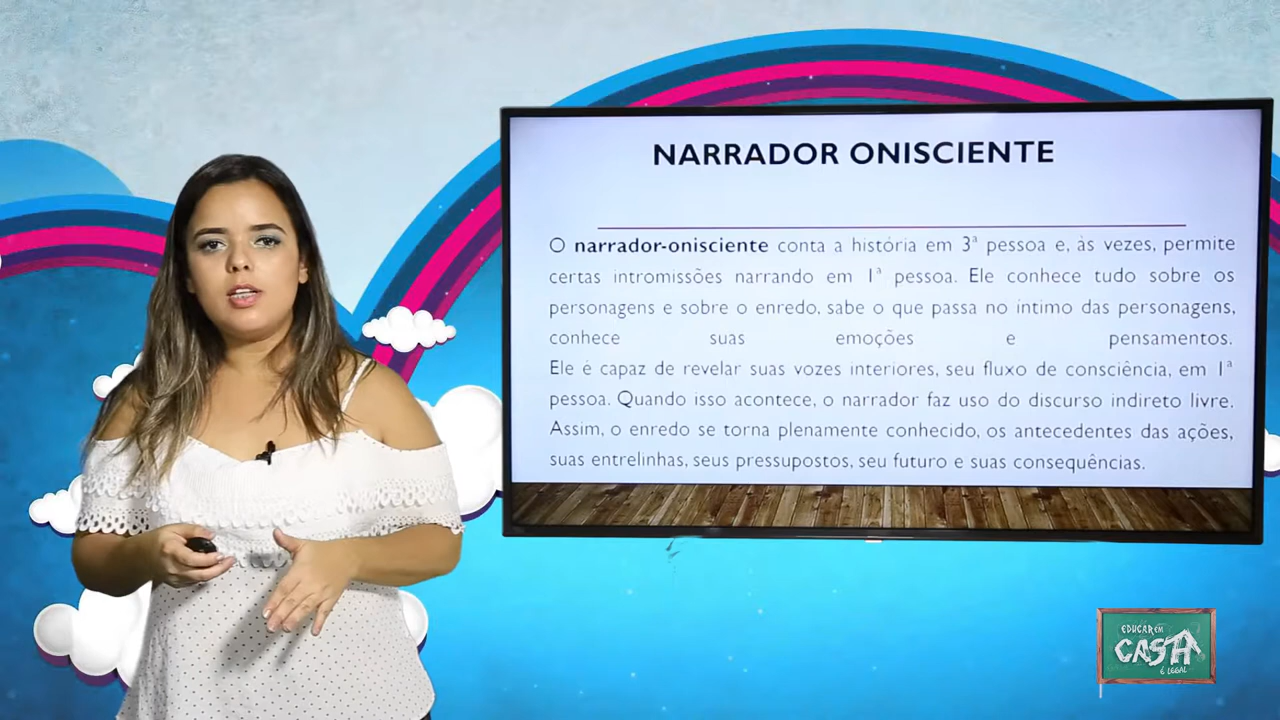 NARRADOR ONISCIENTE
O narrador-onisciente conta a história em 3ª pessoa e, às vezes, permite
certas intromissões narrando em 1ª pessoa. Ele conhece tudo sobre os
personagens e sobre o enredo, sabe o que passa no íntimo das personagens,
conhece suas emoções e pensamentos.
Ele é capaz de revelar suas vozes interiores, seu fluxo de consciência, em 1ª
pessoa. Quando isso acontece, o narrador faz uso do discurso indireto livre.
Assim, o enredo se torna plenamente conhecido, os antecedentes das ações,
suas entrelinhas, seus pressupostos, seu futuro e suas consequências.
EDUCAR EM
CASA
É LEGAL